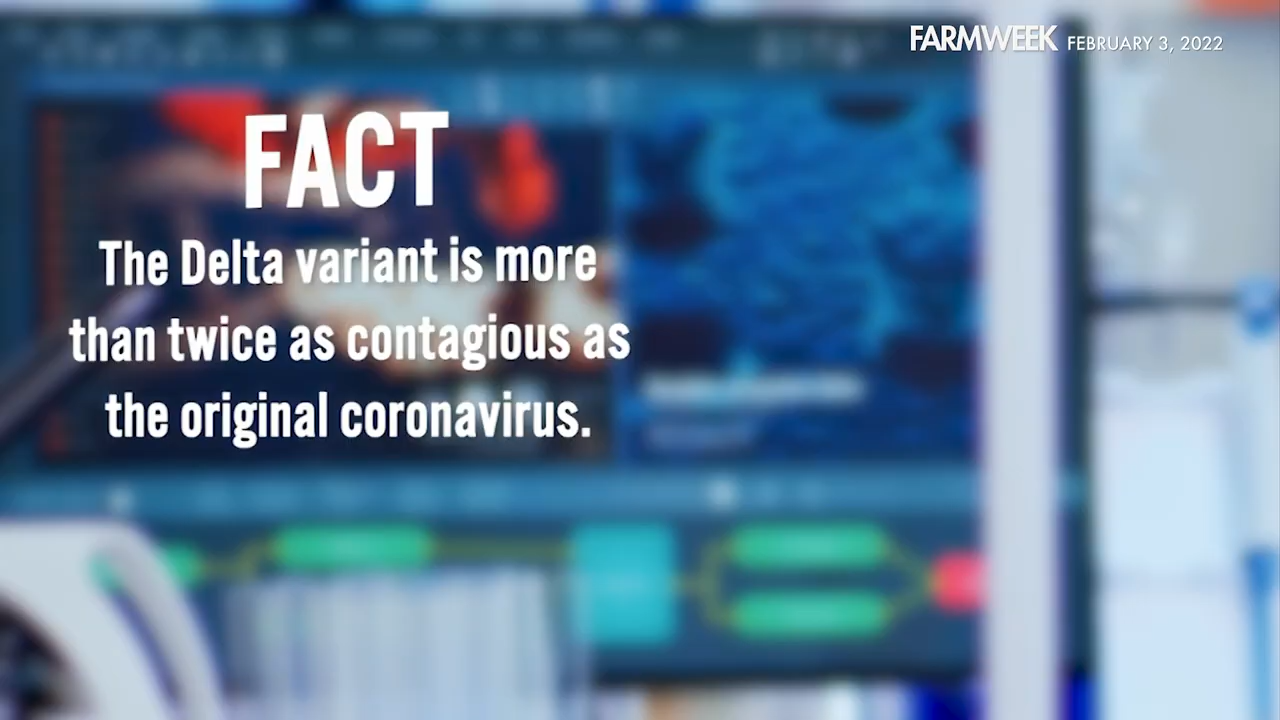 FARMWEEK FEBRUARY 3, 2022
FACT
The Delta variant is more
than twice as contagious as
the original coronavirus.